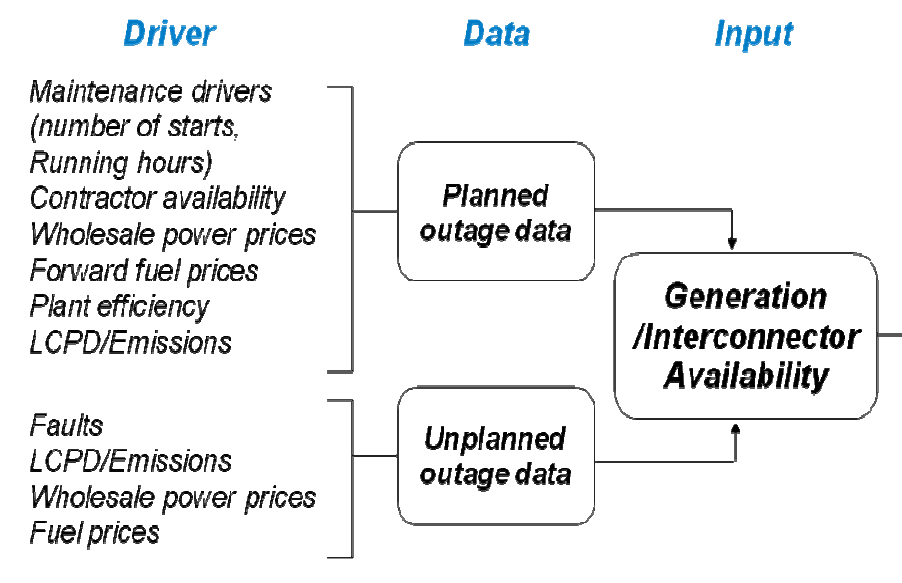 Driver
Data
Input
Maintenance drivers
(number of starts,
Running hours)
Contractor availability
Wholesale power prices
Forward fuel prices
Plant efficiency
LCPD/Emissions
Planned
outage data
Generation
/Interconnector
Availability
Faults
LCPD/Emissions
Wholesale power prices
Fuel prices
Unplanned
outage data